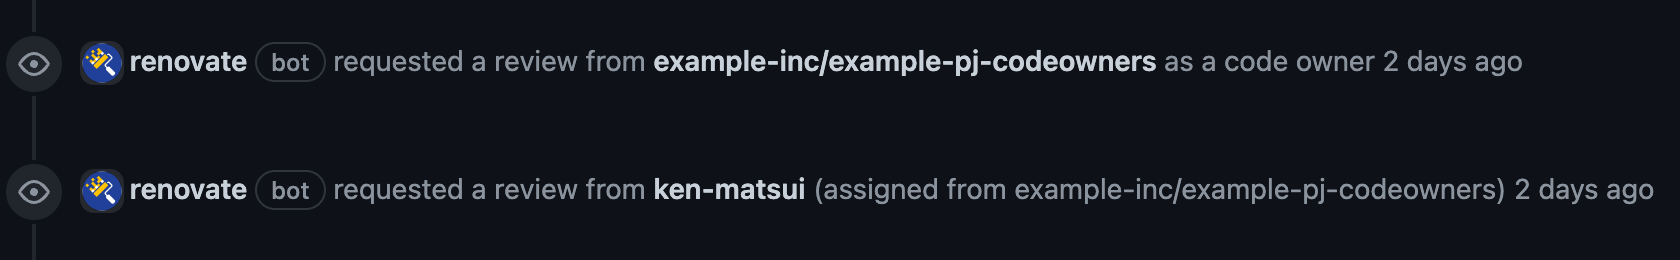 renovate bot requested a review from example-inc/example-pj-codeowners as a code owner 2 days ago
renovate bot requested a review from ken-matsui (assigned from example-inc/example-pj-codeowners) 2 days ago